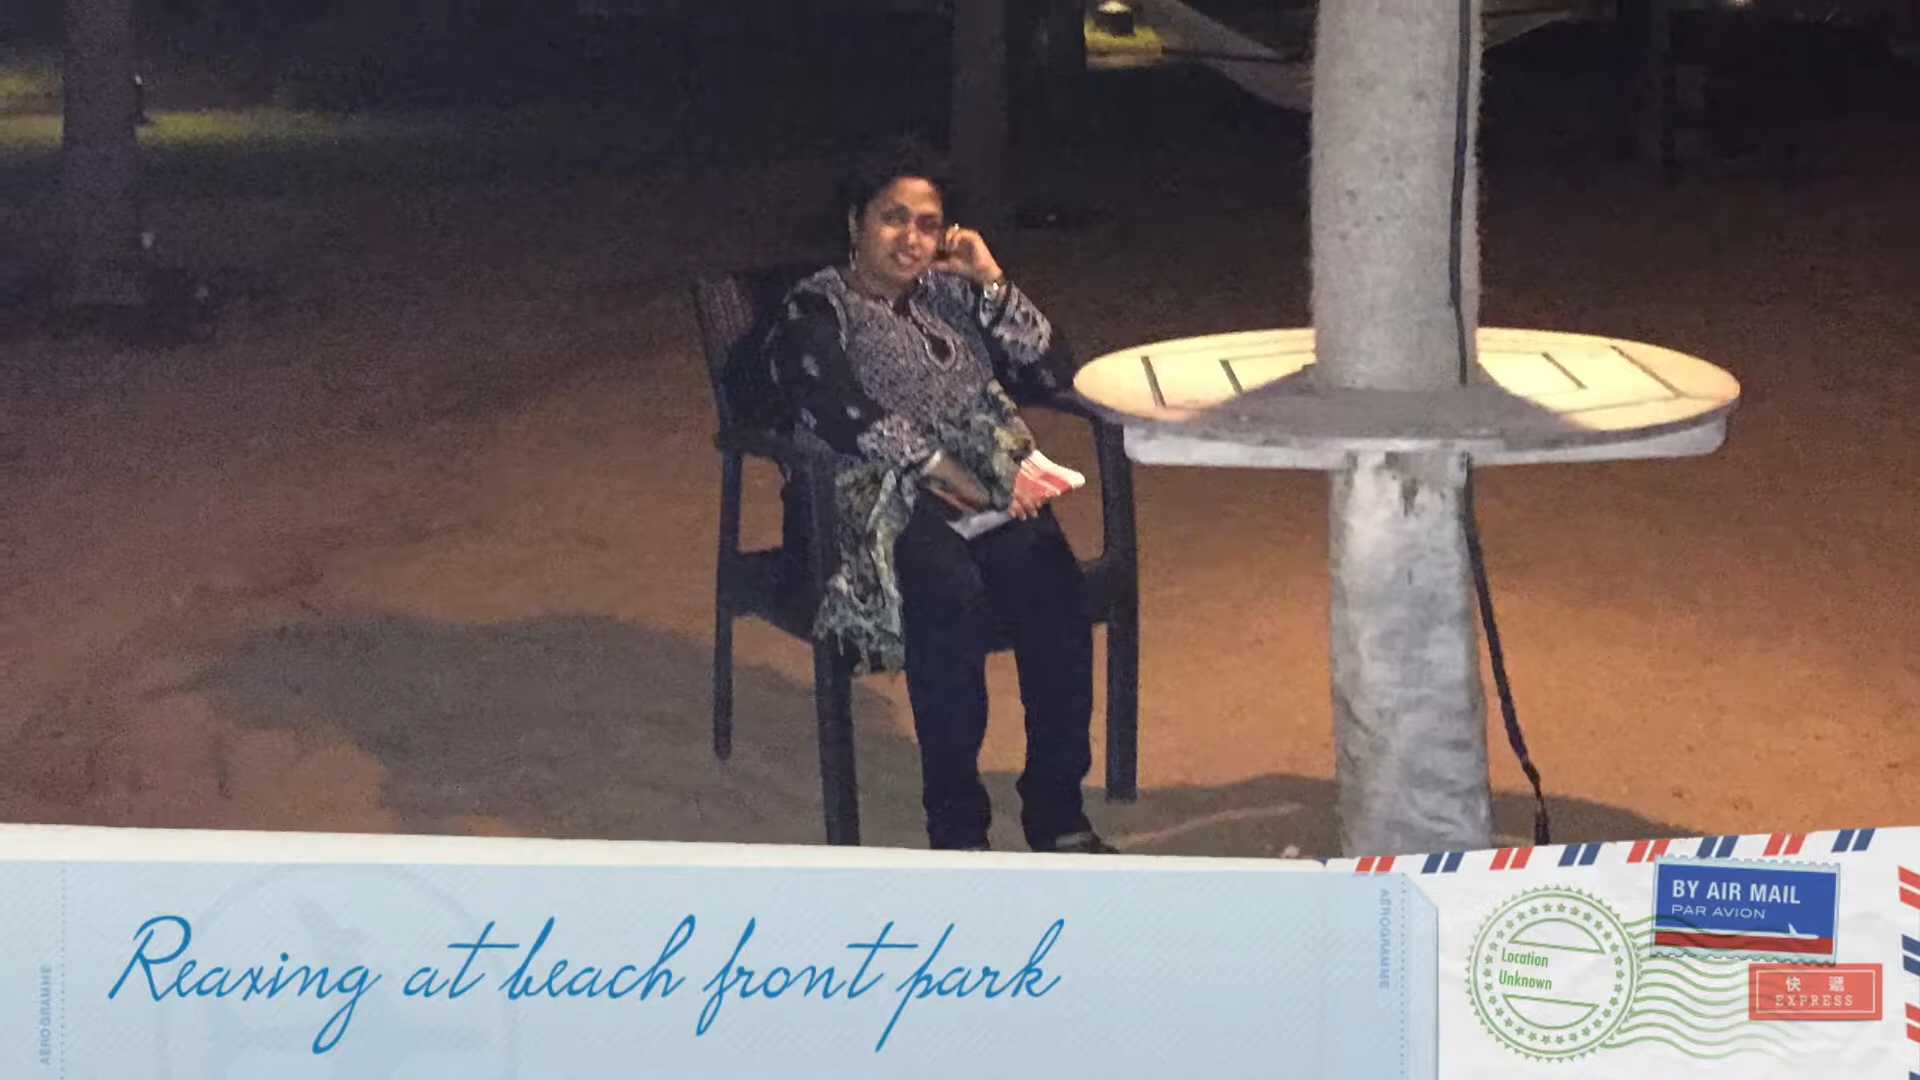 Reaxing at beach front park
AEROGRAMME
AEROGRAMME
Location
Unknown
BY AIR MAIL
PAR AVION
快遞
EXPRESS